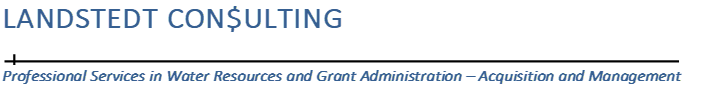 LANDSTEDT CON$ULTING
Professional Services in Water Resources and Grant Administration – Acquisition and Management